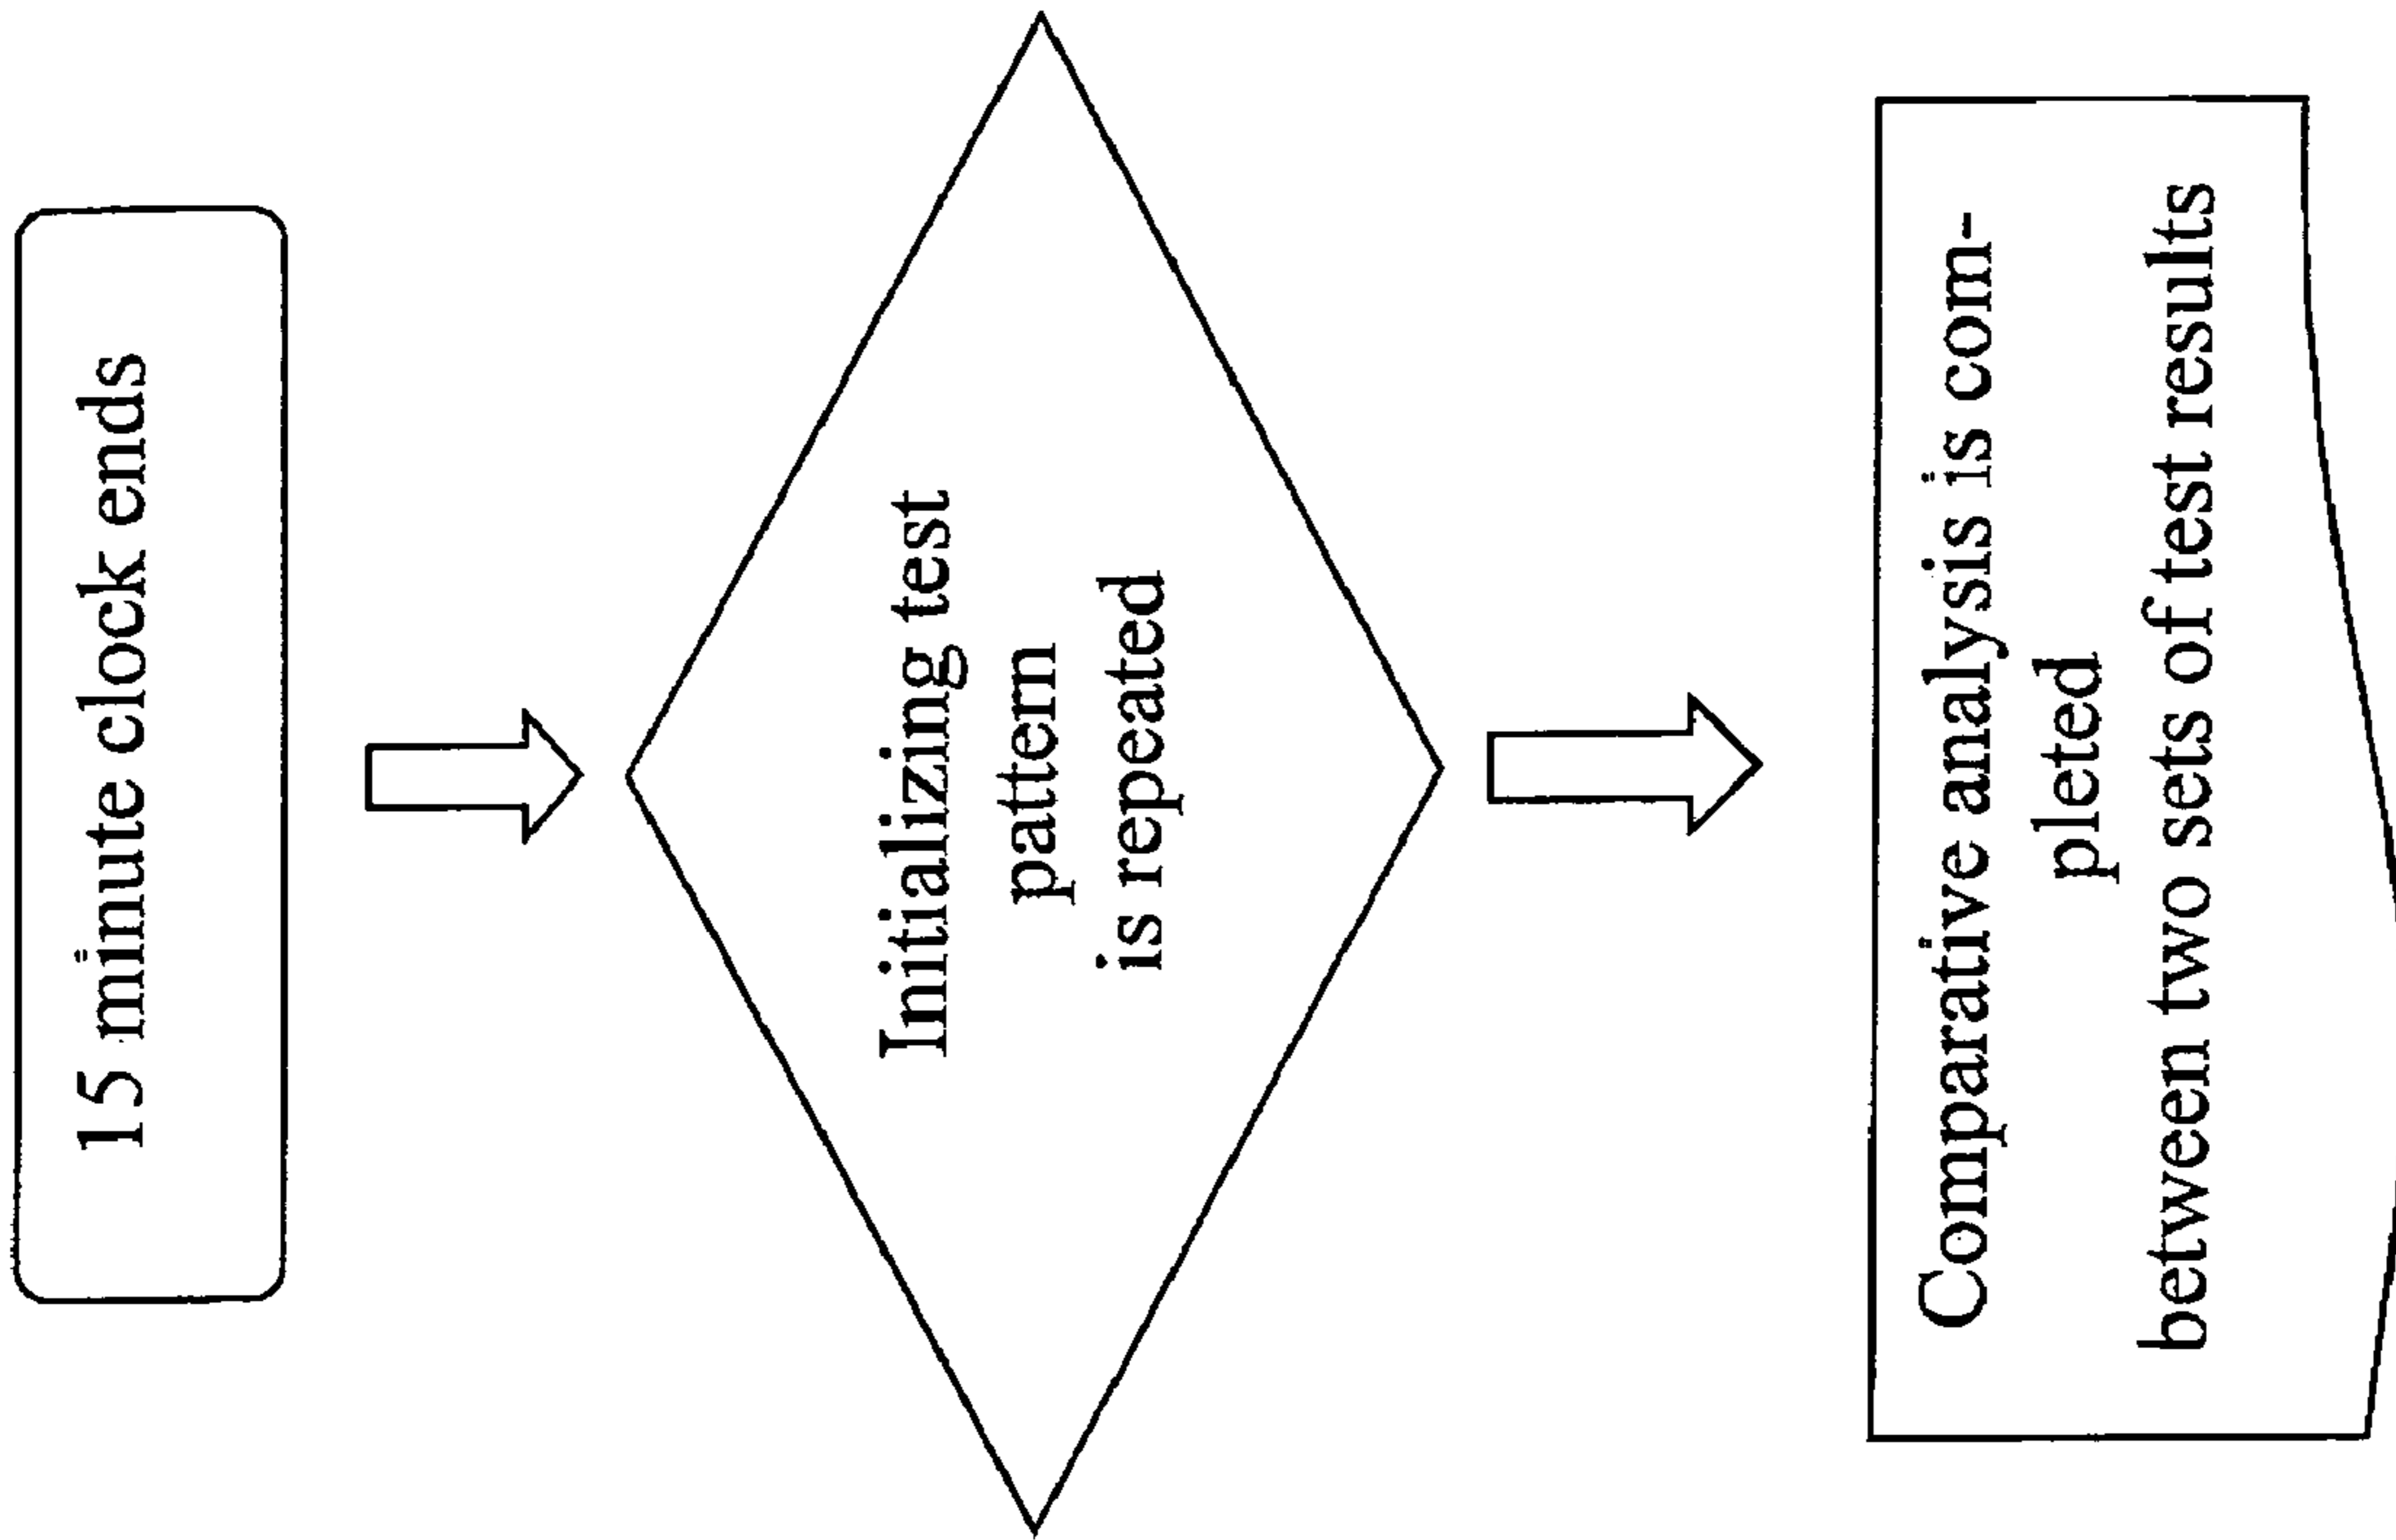 15 minute clock ends
Initializing test
pattern
is repeated
Comparative analysis is com-
pleted
between two sets of test results